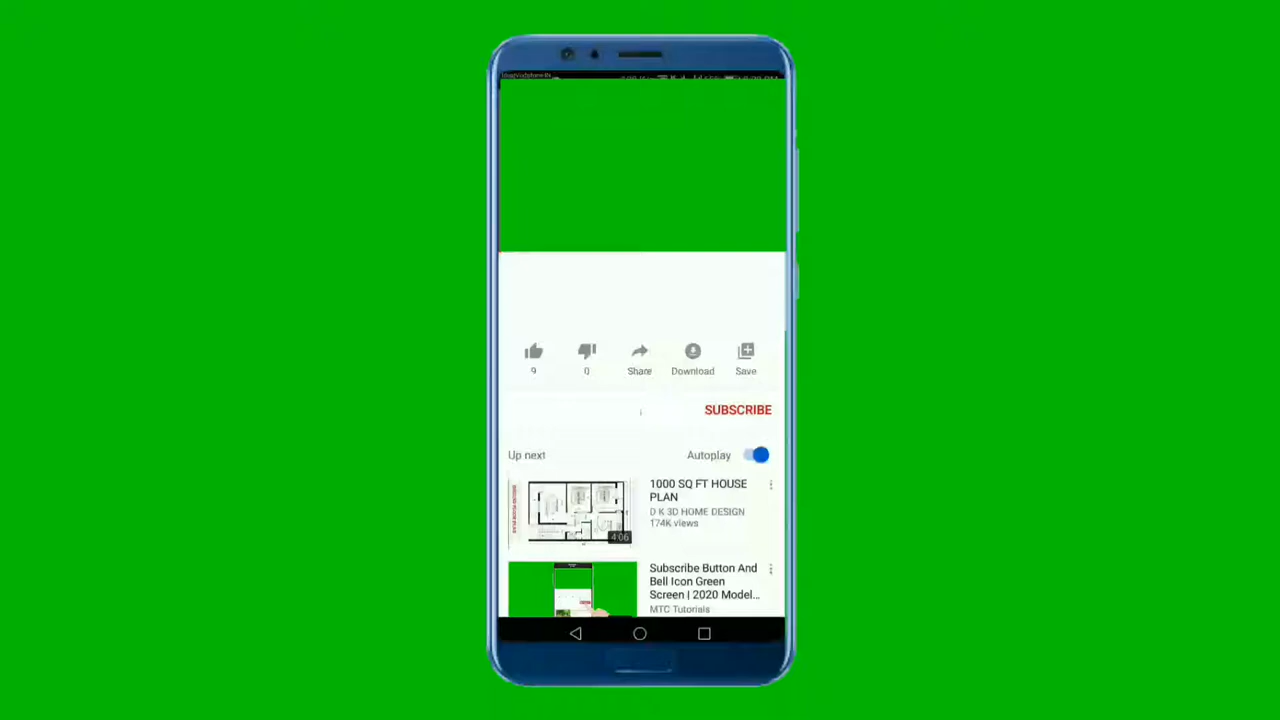 9
0
Share
Download
Save
SUBSCRIBE
Up next
Autoplay
1000 SQ FT HOUSE
PLAN
D K 3D HOME DESIGN
174K views
4:06
Subscribe Button And
Bell Icon Green
Screen | 2020 Model...
MTC Tutorials